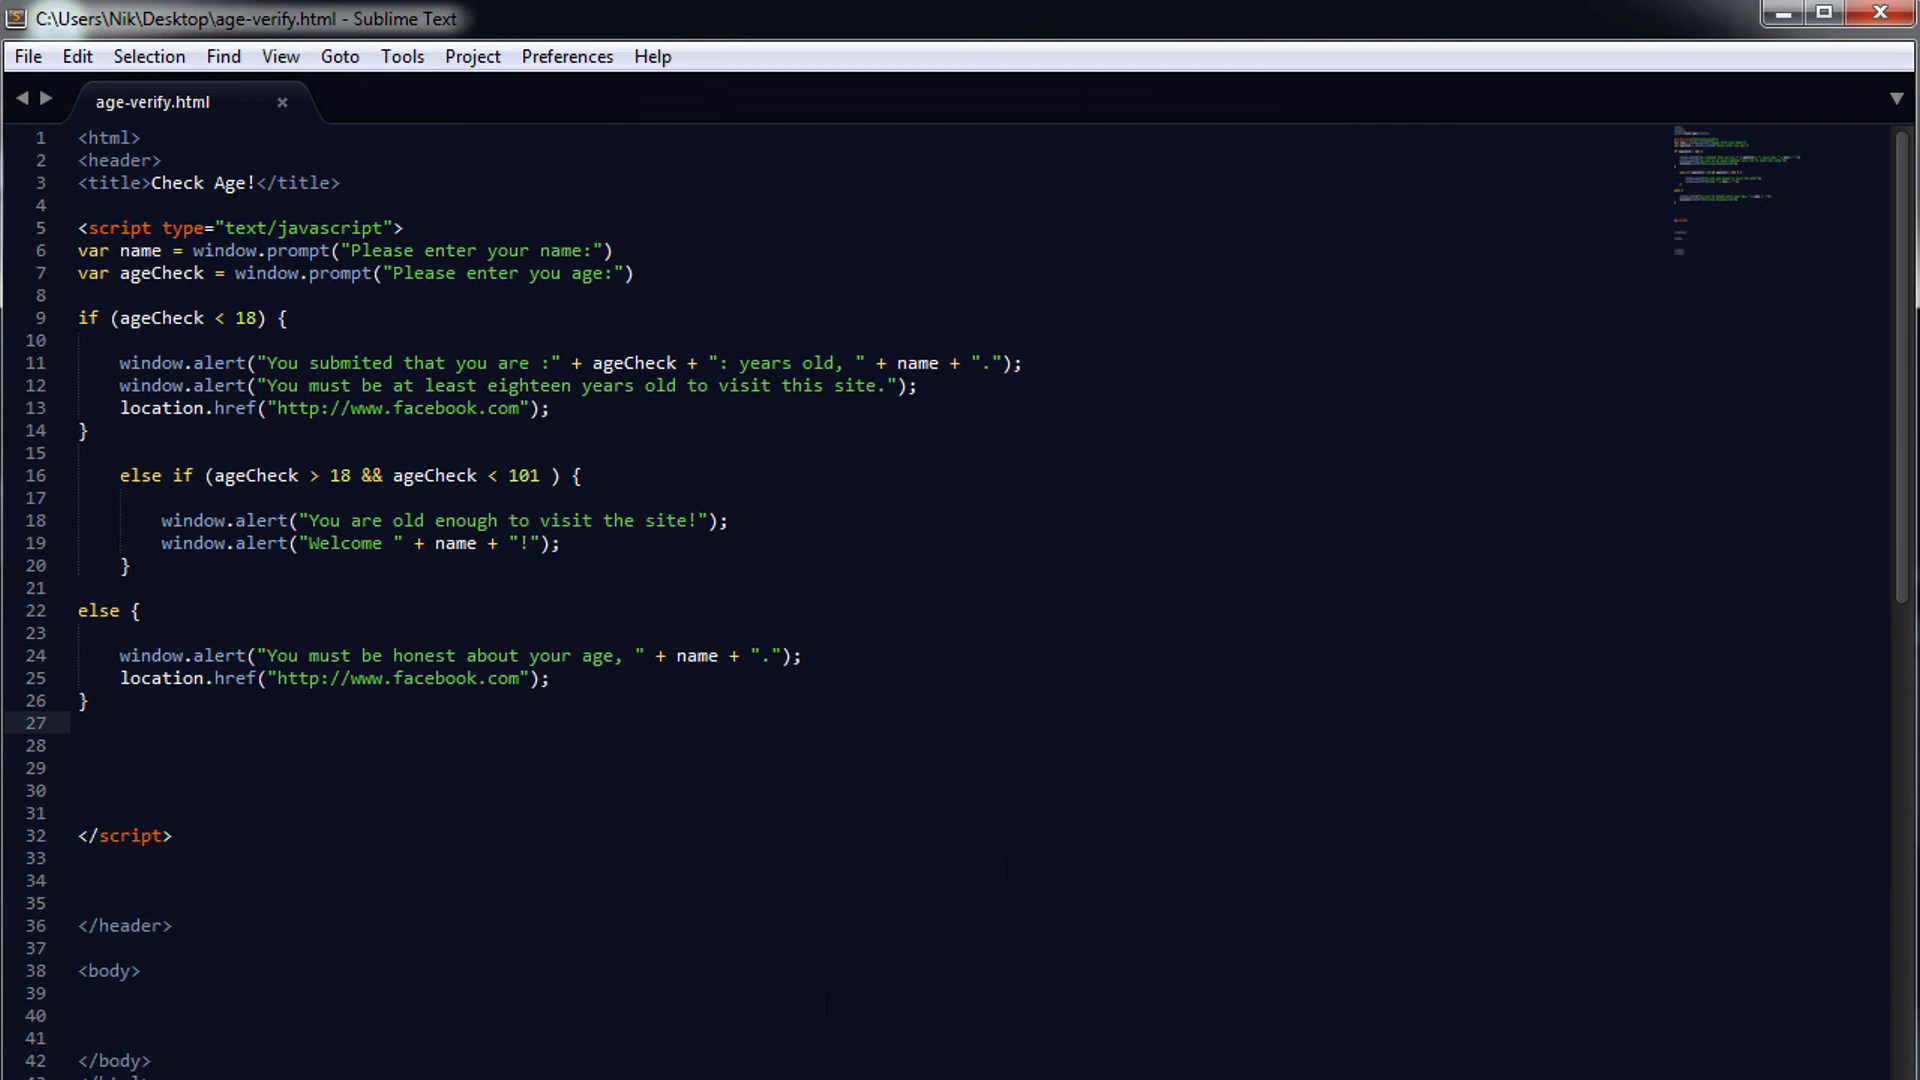 C:\Users\Nik\Desktop\age-verify.html - Sublime Text
File Edit Selection Find View Goto Tools Project Preferences Help
age-verify.html
1 <html>
2 <header>
3 <title>Check Age!</title>
4
5 <script type="text/javascript">
6 var name = window.prompt("Please enter your name:")
7 var ageCheck = window.prompt("Please enter you age:")
8
9 if (ageCheck < 18) {
10
11 window.alert("You submited that you are :" + ageCheck + ": years old, " + name + ".");
12 window.alert("You must be at least eighteen years old to visit this site.");
13 location.href("http://www.facebook.com");
14 }
15
16 else if (ageCheck > 18 && ageCheck < 101 ) {
17
18 window.alert("You are old enough to visit the site!");
19 window.alert("Welcome " + name + "!");
20 }
21
22 else {
23
24 window.alert("You must be honest about your age, " + name + ".");
25 location.href("http://www.facebook.com");
26 }
27
28
29
30
31
32 </script>
33
34
35
36 </header>
37
38 <body>
39
40
41
42 </body>